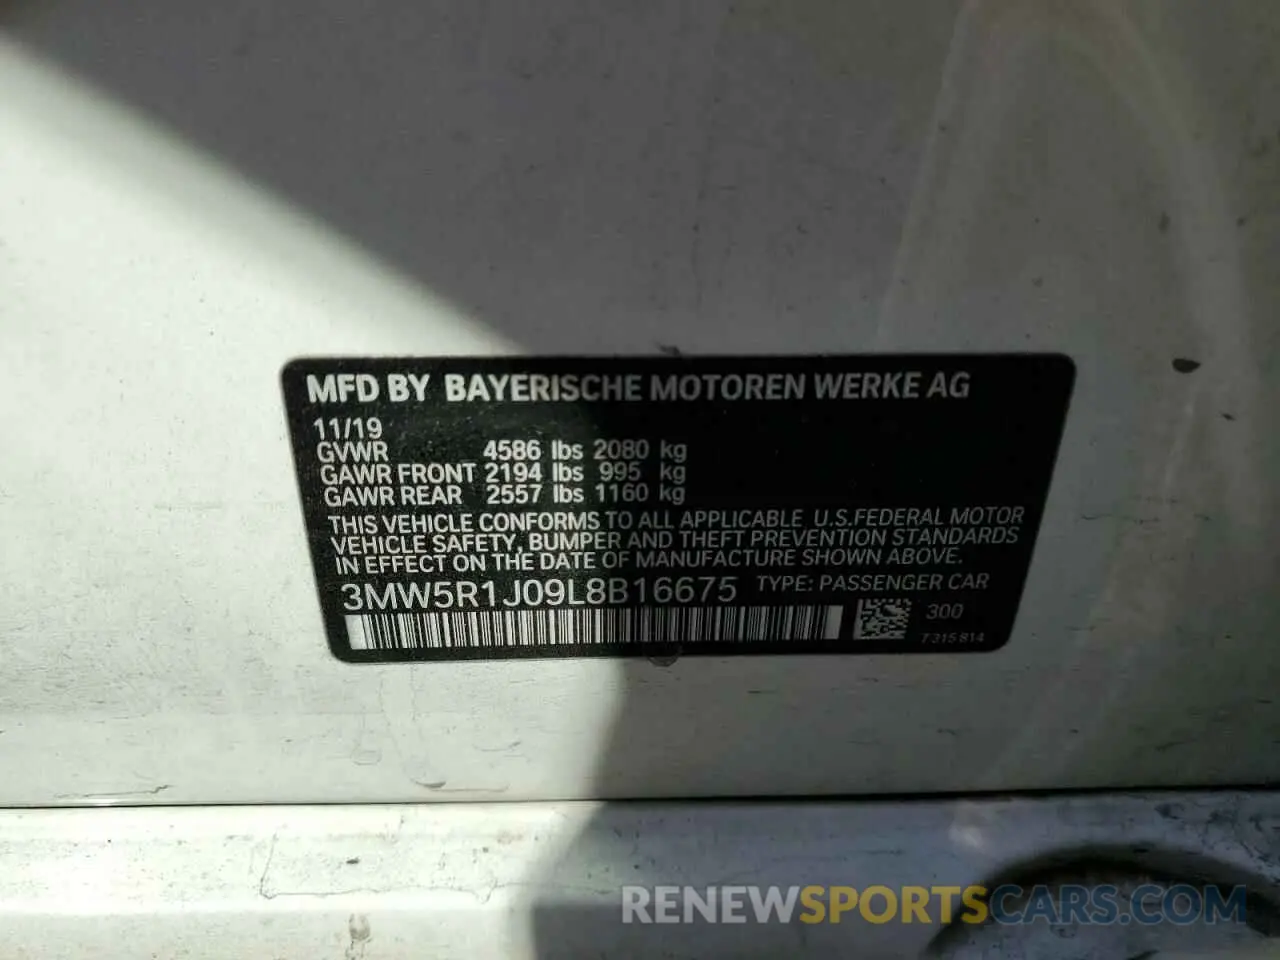 MFD BY BAYERISCHE MOTOREN WERKE AG
11/19
GVWR 4586 lbs 2080 kg
GAWR FRONT 2194 lbs 995 kg
GAWR REAR 2557 lbs 1160 kg
THIS VEHICLE CONFORMS TO ALL APPLICABLE U.S.FEDERAL MOTOR
VEHICLE SAFETY, BUMPER AND THEFT PREVENTION STANDARDS
IN EFFECT ON THE DATE OF MANUFACTURE SHOWN ABOVE.
3MW5R1J09L8B16675 TYPE: PASSENGER CAR
300
7315814
RENEWSPORTSCARS.COM